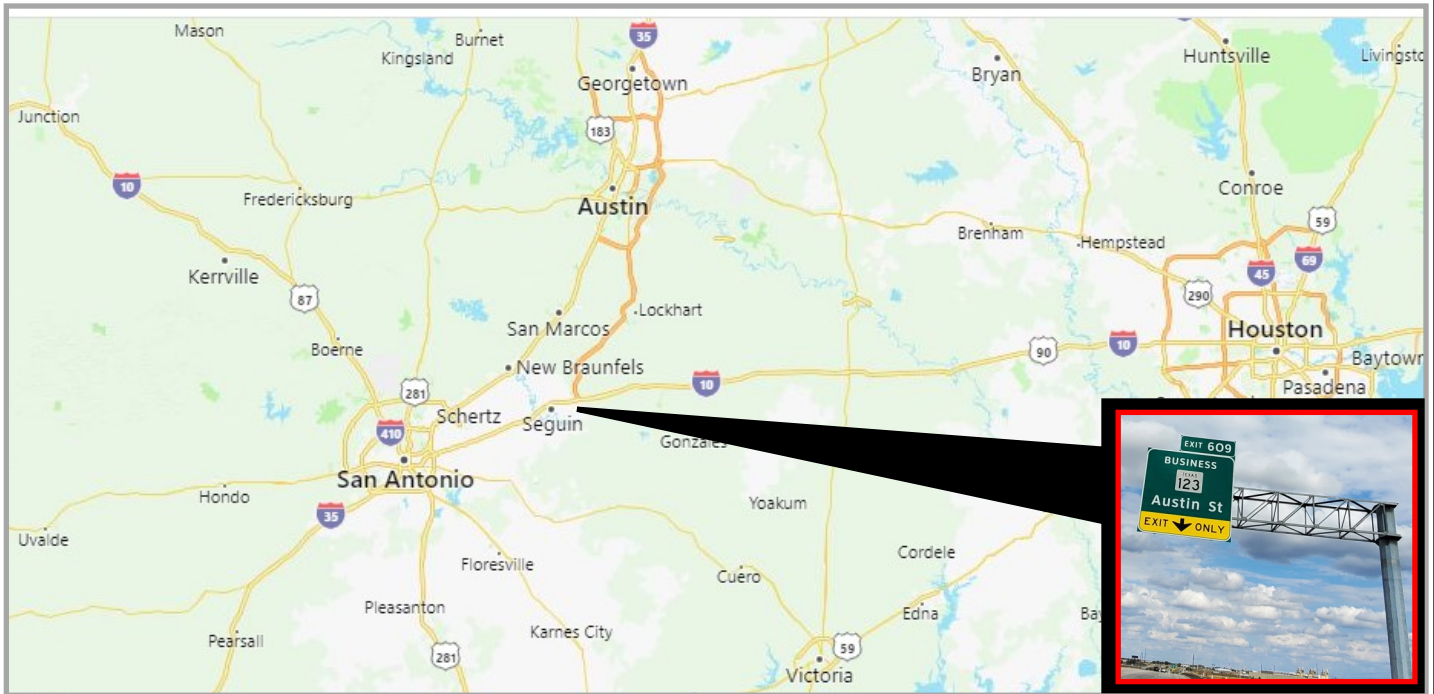 Mason
Burnet
Kingsland
35
Georgetown
Bryan
Huntsville
Livingsto
Junction
183
10
Fredericksburg
Austin
Conroe
59
Brenham
Hempstead
Kerrville
45
69
87
290
Lockhart
San Marcos
Houston
Boerne
90
10
New Braunfels
Baytown
10
Pasadena
281
Schertz
Seguin
410
Gonzales
San Antonio
Hondo
Yoakum
35
Uvalde
Floresville
Cordele
Cuero
Pleasanton
Edna
Bay
Pearsall
Karnes City
281
59
Victoria
EXIT 609
BUSINESS
TEXAS
123
Austin St
EXIT ONLY